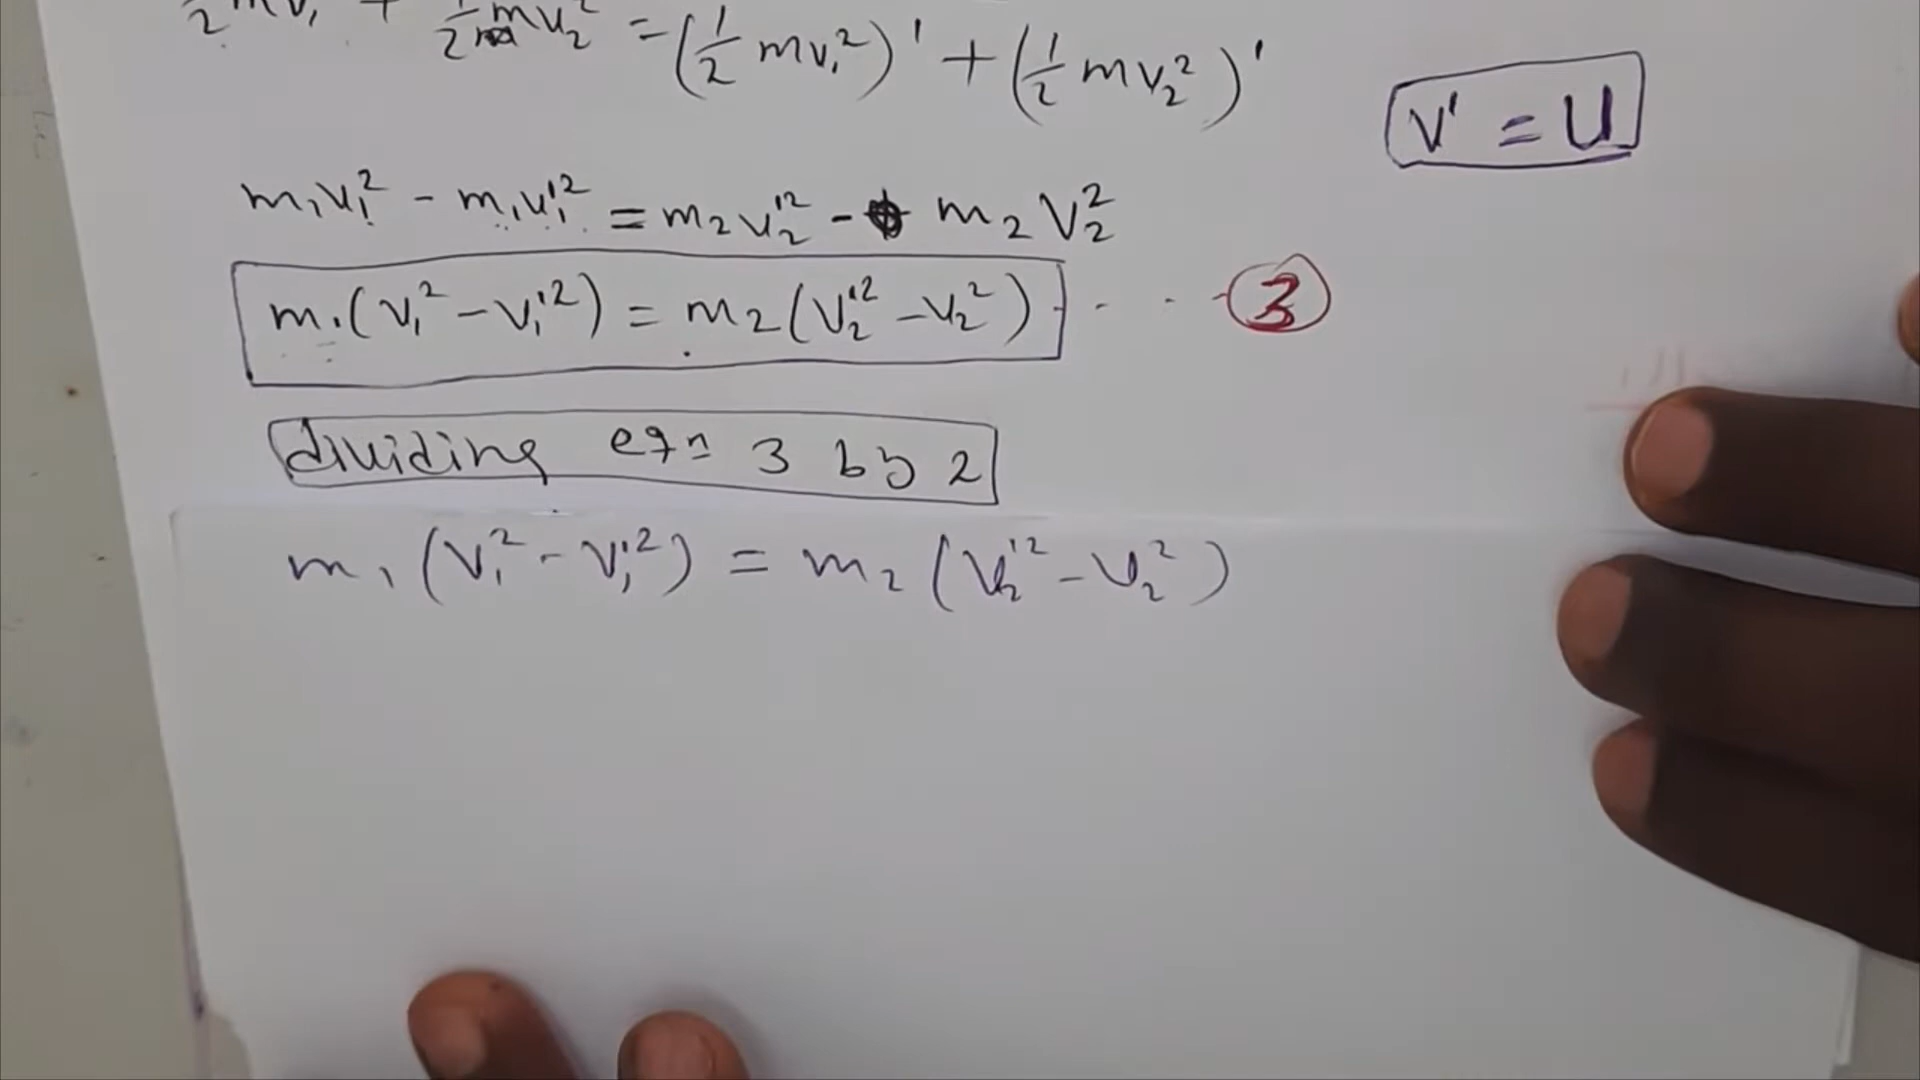 ½mv₁ + ½mv₂² = (½mv₁²)' + (½mv₂²)'
V' = U
m₁v₁² - m₁v₁'² = m₂v₂'² - m₂V₂²
m₁(v₁² - v₁'²) = m₂(V₂'² - v₂²) - - - ③
dividing eqn 3 by 2
m₁(v₁² - v₁'²) = m₂(V₂'² - v₂²)